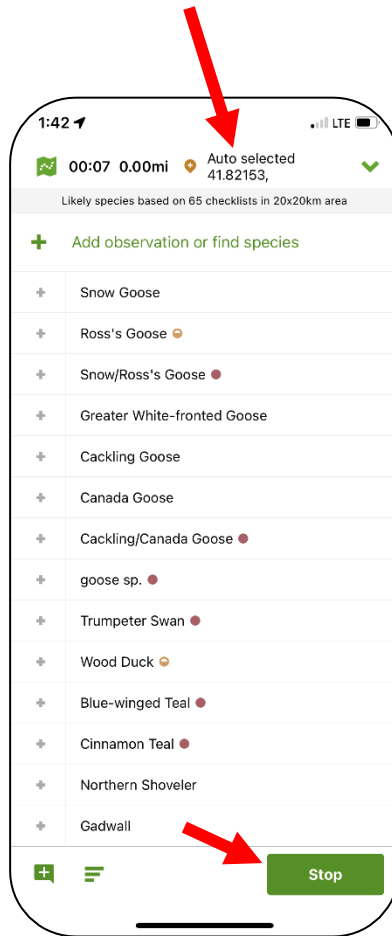 1:42 LTE
00:07 0.00mi Auto selected
41.82153,
Likely species based on 65 checklists in 20x20km area
+ Add observation or find species
+ Snow Goose
+ Ross's Goose
+ Snow/Ross's Goose
+ Greater White-fronted Goose
+ Cackling Goose
+ Canada Goose
+ Cackling/Canada Goose
+ goose sp.
+ Trumpeter Swan
+ Wood Duck
+ Blue-winged Teal
+ Cinnamon Teal
+ Northern Shoveler
+ Gadwall
Stop